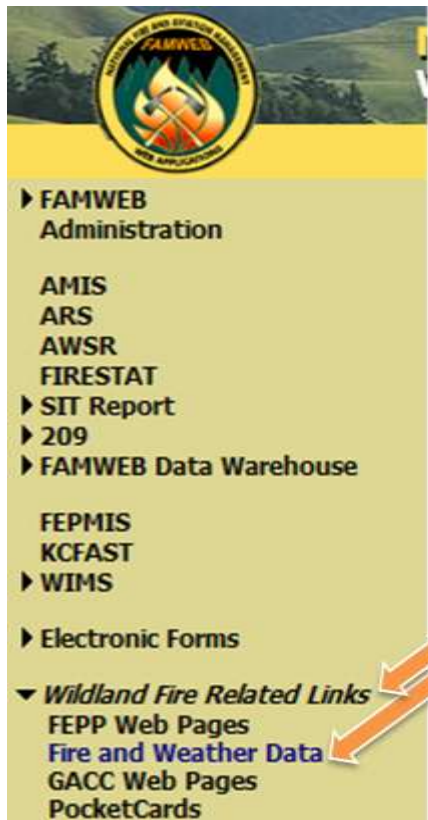 NATIONAL FIRE AND AVIATION MANAGEMENT
FAMWEB
WEB APPLICATIONS
FAMWEB
Administration
AMIS
ARS
AWSR
FIRESTAT
SIT Report
209
FAMWEB Data Warehouse
FEPMIS
KCFAST
WIMS
Electronic Forms
Wildland Fire Related Links
FEPP Web Pages
Fire and Weather Data
GACC Web Pages
PocketCards